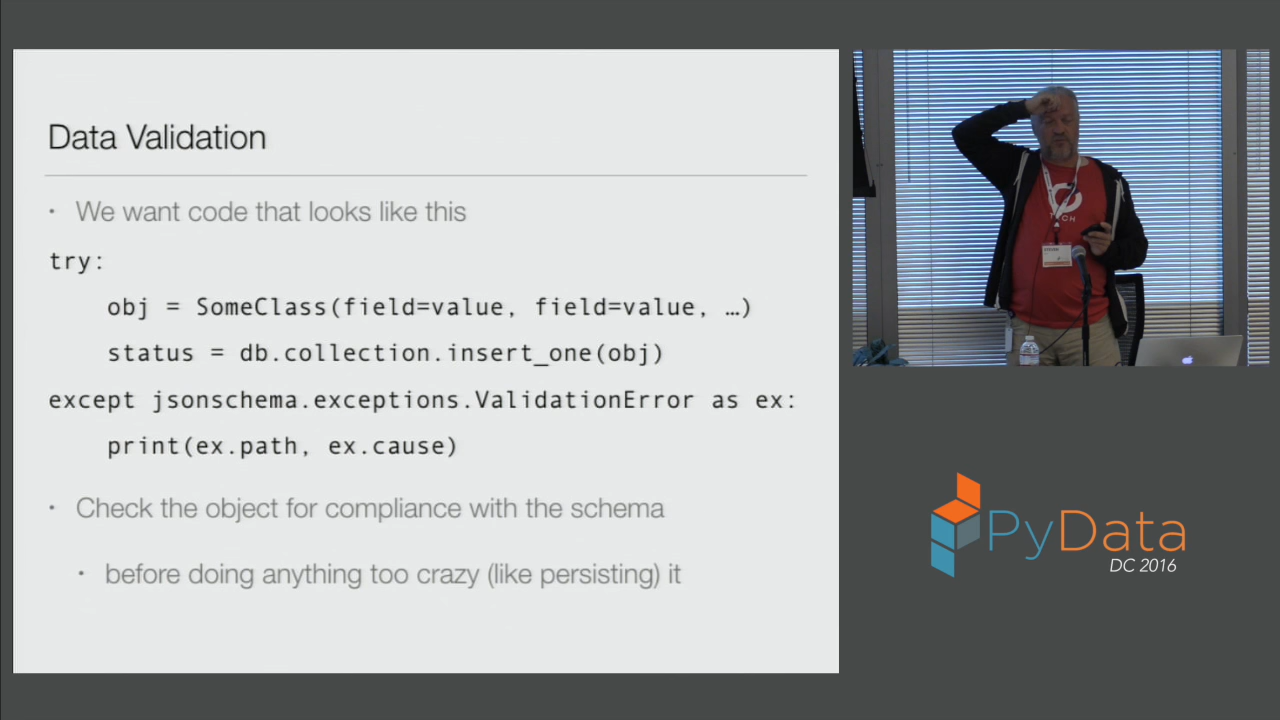 Data Validation
• We want code that looks like this
try:
obj = SomeClass(field=value, field=value, …)
status = db.collection.insert_one(obj)
except jsonschema.exceptions.ValidationError as ex:
print(ex.path, ex.cause)
• Check the object for compliance with the schema
• before doing anything too crazy (like persisting) it
PyData
DC 2016